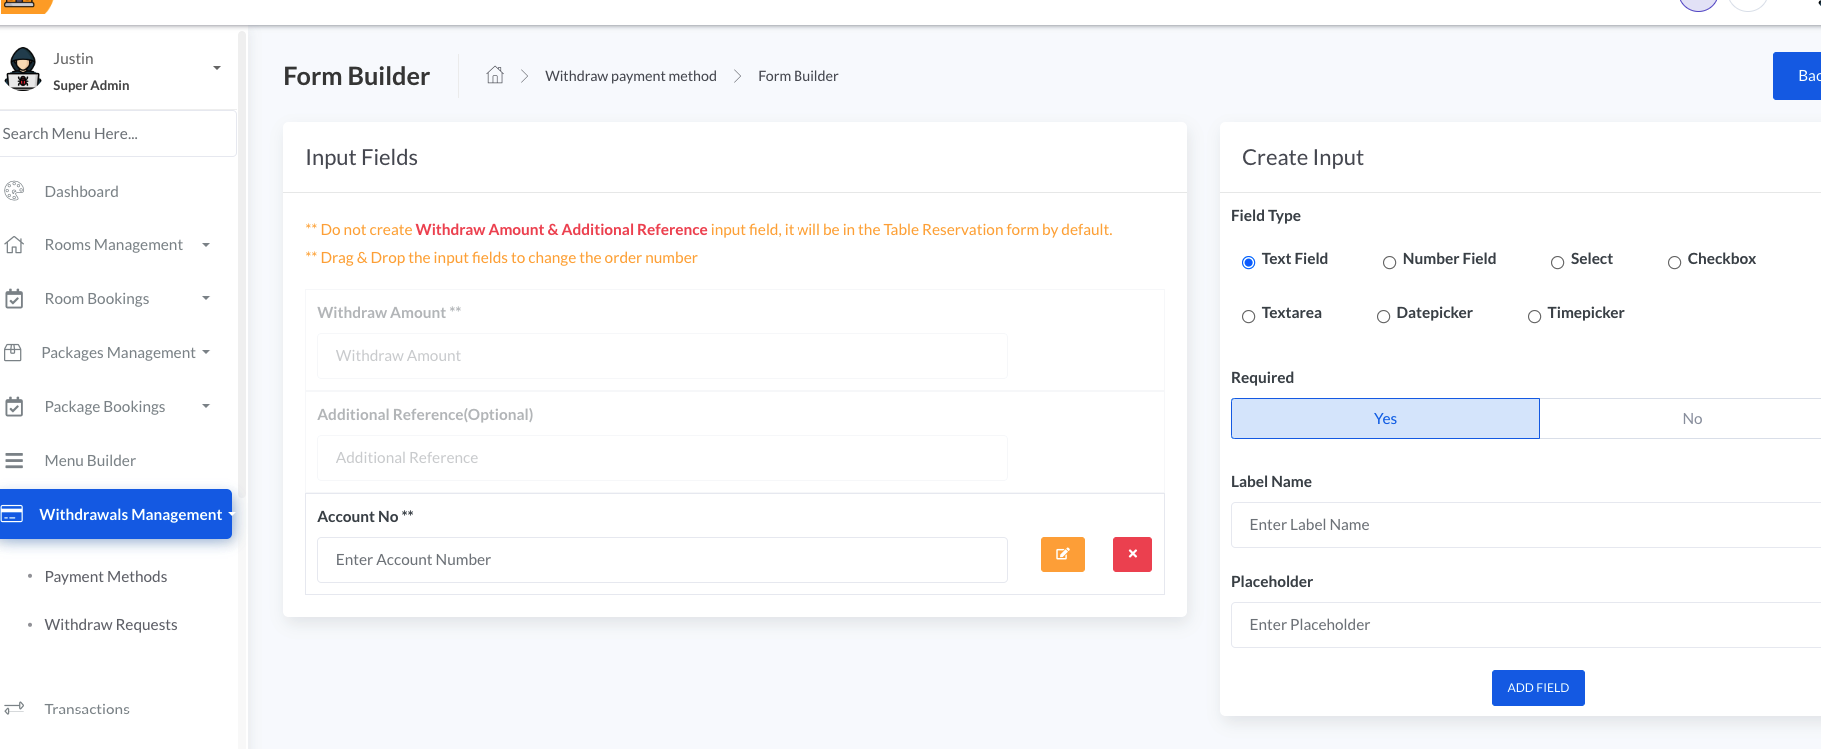 Justin
Super Admin
Search Menu Here...
Dashboard
Rooms Management
Room Bookings
Packages Management
Package Bookings
Menu Builder
Withdrawals Management
Payment Methods
Withdraw Requests
Transactions
Form Builder
Withdraw payment method
Form Builder
Input Fields
** Do not create Withdraw Amount & Additional Reference input field, it will be in the Table Reservation form by default.
** Drag & Drop the input fields to change the order number
Withdraw Amount **
Withdraw Amount
Additional Reference(Optional)
Additional Reference
Account No **
Enter Account Number
Create Input
Field Type
Text Field Number Field Select Checkbox
Textarea Datepicker Timepicker
Required
Yes No
Label Name
Enter Label Name
Placeholder
Enter Placeholder
ADD FIELD